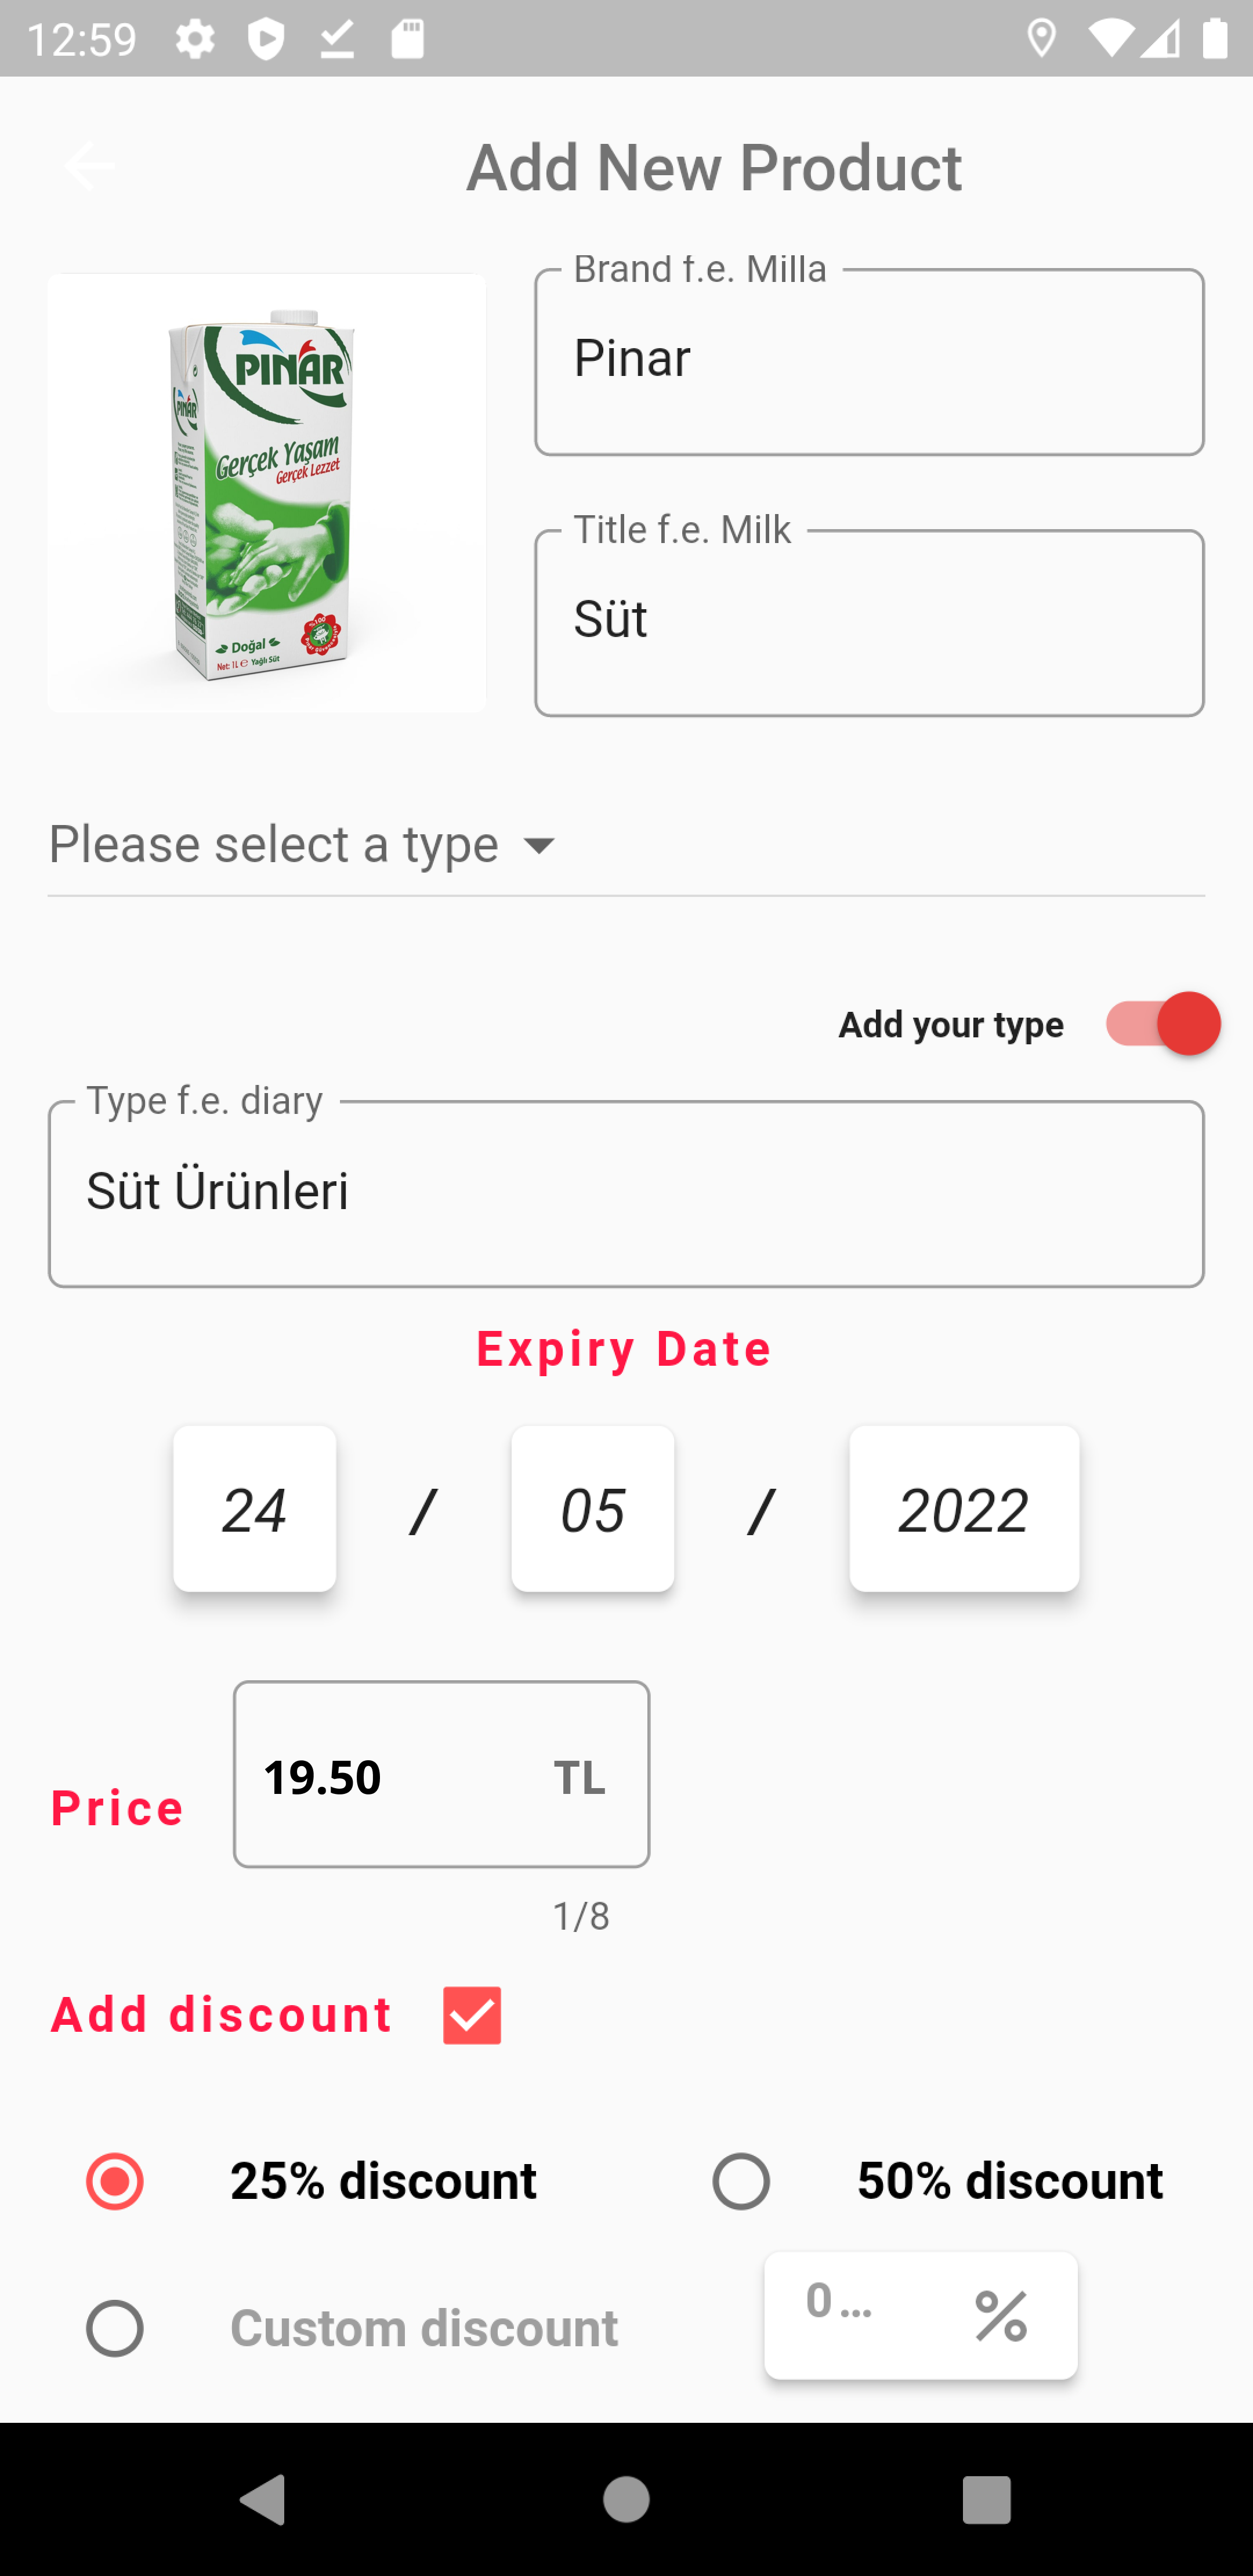 12:59
Add New Product
Brand f.e. Milla
Pinar
PINAR
PINAR
Gerçek Yaşam
Gerçek Lezzet
%100
Doğal
Net: 1L e Yağlı Süt
Title f.e. Milk
Süt
Please select a type
Add your type
Type f.e. diary
Süt Ürünleri
Expiry Date
24 / 05 / 2022
Price
19.50 TL
1/8
Add discount
25% discount
50% discount
Custom discount
0... %